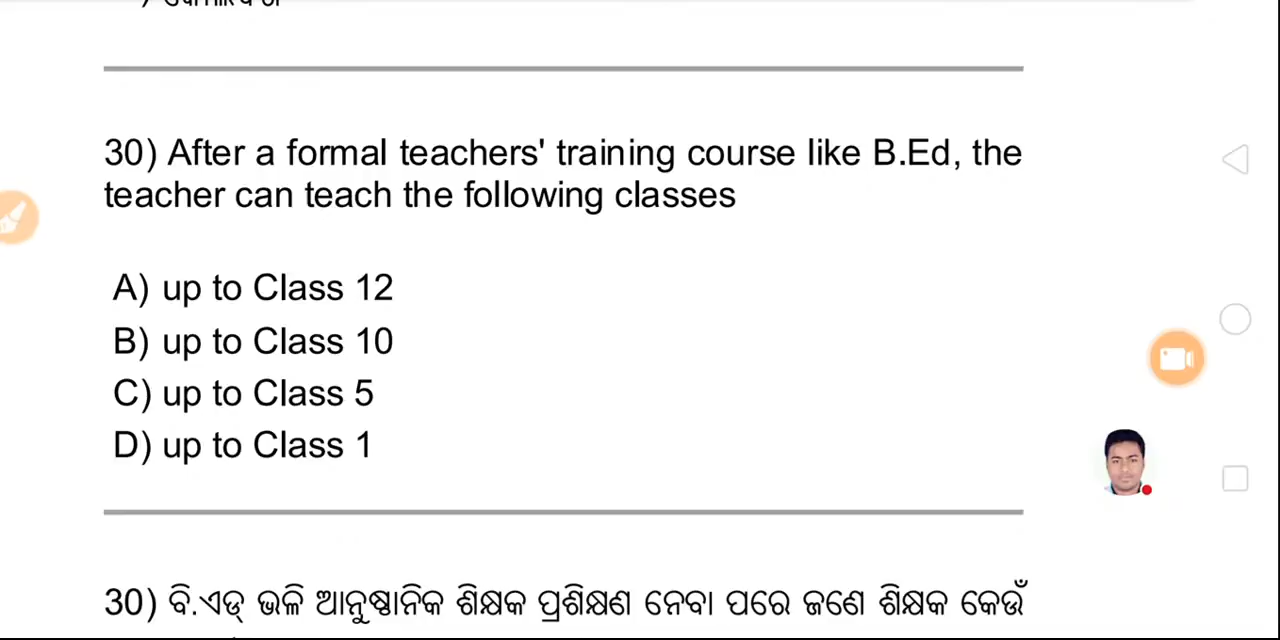 30) After a formal teachers' training course like B.Ed, the
teacher can teach the following classes
A) up to Class 12
B) up to Class 10
C) up to Class 5
D) up to Class 1
30) ବି.ଏଡ୍ ଭଳି ଆନୁଷ୍ଠାନିକ ଶିକ୍ଷକ ପ୍ରଶିକ୍ଷଣ ନେବା ପରେ ଜଣେ ଶିକ୍ଷକ କେଉଁ